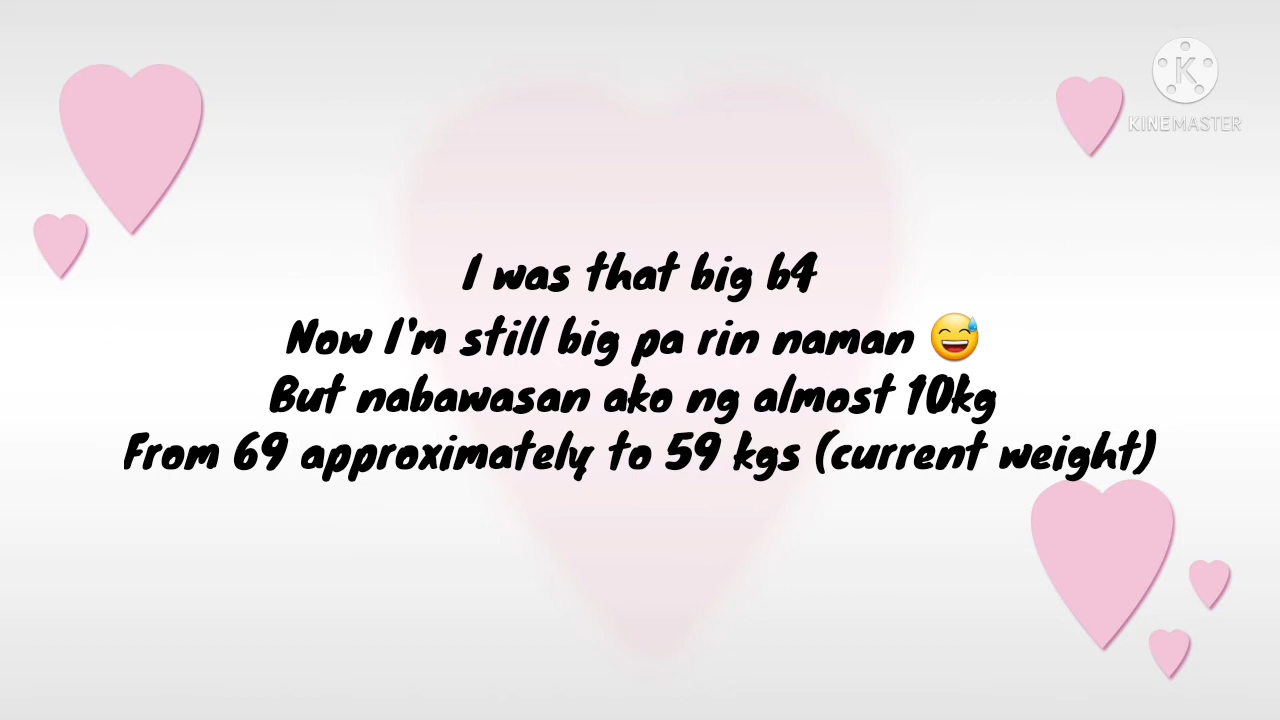 KINEMASTER
I was that big b4
Now I'm still big pa rin naman 😅
But nabawasan ako ng almost 10kg
From 69 approximately to 59 kgs (current weight)